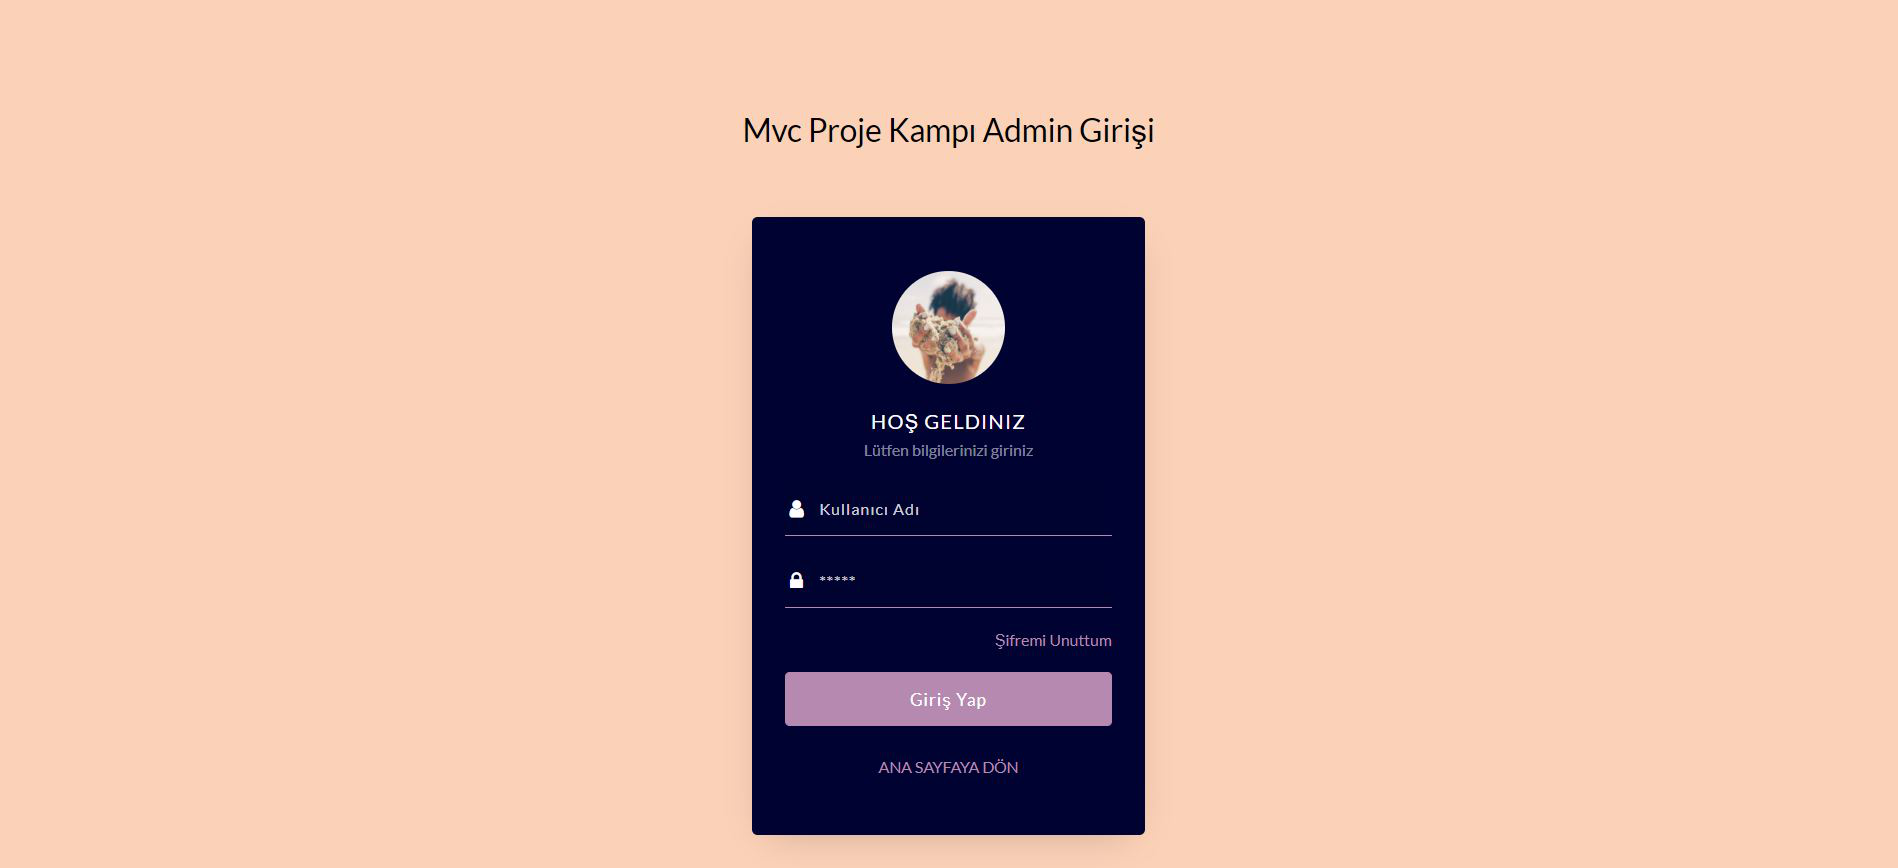 Mvc Proje Kampı Admin Girişi
HOŞ GELDINIZ
Lütfen bilgilerinizi giriniz
Kullanıcı Adı
*****
Şifremi Unuttum
Giriş Yap
ANA SAYFAYA DÖN